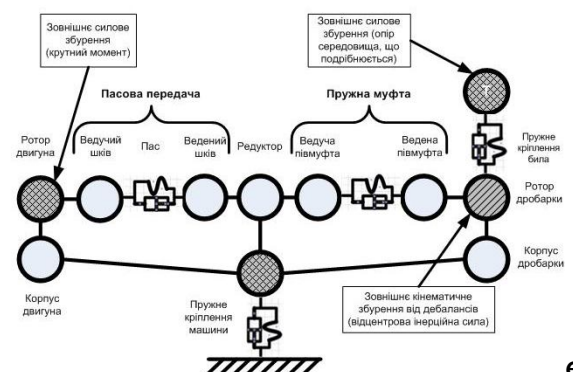 Зовнішнє силове
збурення
(крутний момент)
Зовнішнє силове
збурення (опір
середовища, що
подрібнюється)
Т
Пасова передача
Пружна муфта
Ротор
двигуна
Ведучий
шків
Пас
Ведений
шків
Редуктор
Ведуча
півмуфта
Ведена
півмуфта
Пружне
кріплення
била
Ротор
дробарки
Корпус
двигуна
Корпус
дробарки
Пружне
кріплення
машини
Зовнішнє кінематичне
збурення від дебалансів
(відцентрова інерційна сила)